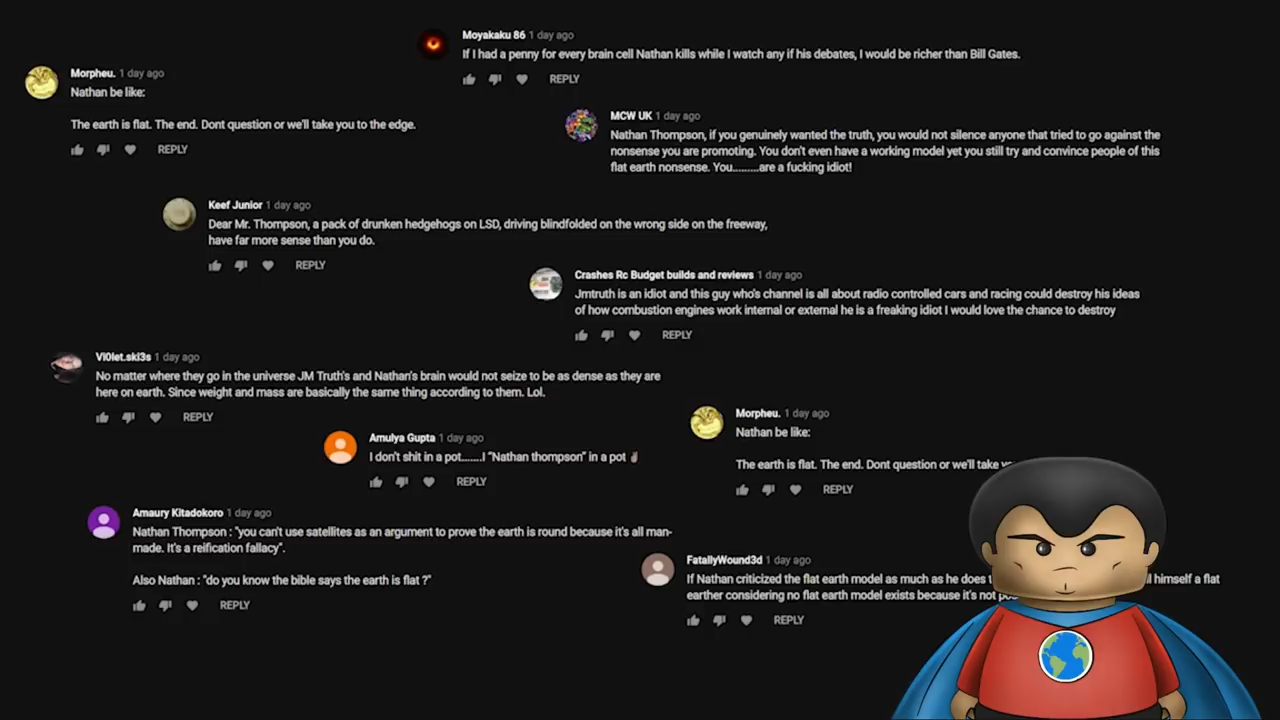 Moyakaku 86 1 day ago
If I had a penny for every brain cell Nathan kills while I watch any if his debates, I would be richer than Bill Gates.
REPLY
Morpheu. 1 day ago
Nathan be like:
The earth is flat. The end. Dont question or we'll take you to the edge.
REPLY
MCW UK 1 day ago
Nathan Thompson, if you genuinely wanted the truth, you would not silence anyone that tried to go against the
nonsense you are promoting. You don't even have a working model yet you still try and convince people of this
flat earth nonsense. You.........are a fucking idiot!
Keef Junior 1 day ago
Dear Mr. Thompson, a pack of drunken hedgehogs on LSD, driving blindfolded on the wrong side on the freeway,
have far more sense than you do.
REPLY
Crashes Rc Budget builds and reviews 1 day ago
Jmtruth is an idiot and this guy who's channel is all about radio controlled cars and racing could destroy his ideas
of how combustion engines work internal or external he is a freaking idiot I would love the chance to destroy
REPLY
Vl0let.ski3s 1 day ago
No matter where they go in the universe JM Truth's and Nathan's brain would not seize to be as dense as they are
here on earth. Since weight and mass are basically the same thing according to them. Lol.
REPLY
Amulya Gupta 1 day ago
I don't shit in a pot.......I "Nathan thompson" in a pot ✌🏽
REPLY
Morpheu. 1 day ago
Nathan be like:
The earth is flat. The end. Dont question or we'll take
REPLY
Amaury Kitadokoro 1 day ago
Nathan Thompson : "you can't use satellites as an argument to prove the earth is round because it's all man-
made. It's a reification fallacy".
Also Nathan : "do you know the bible says the earth is flat ?"
REPLY
FatallyWound3d 1 day ago
If Nathan criticized the flat earth model as much as he does himself a flat
earther considering no flat earth model exists because it's not
REPLY